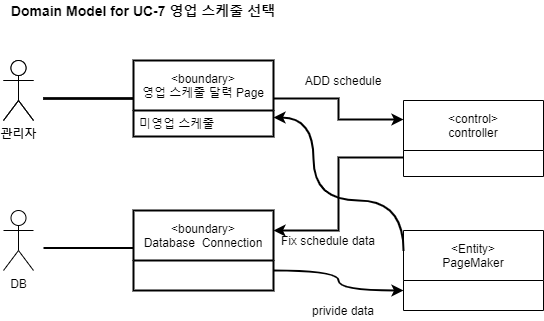 Domain Model for UC-7 영업 스케줄 선택
<boundary>
영업 스케줄 달력 Page
미영업 스케줄
관리자
ADD schedule
<control>
controller
<boundary>
Database Connection
DB
Fix schedule data
<Entity>
PageMaker
privide data